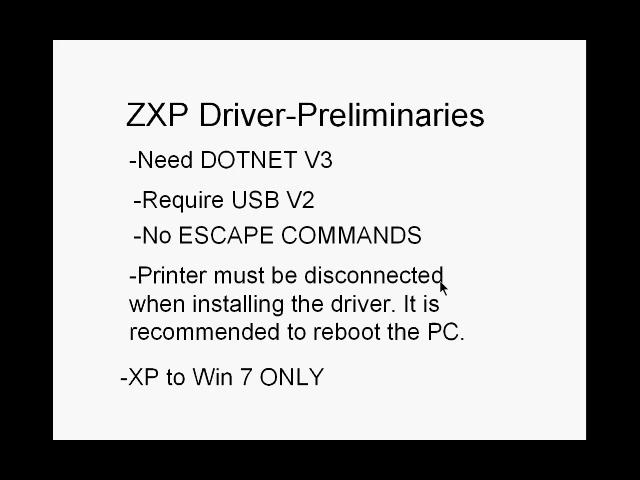 ZXP Driver-Preliminaries
-Need DOTNET V3
-Require USB V2
-No ESCAPE COMMANDS
-Printer must be disconnected
when installing the driver. It is
recommended to reboot the PC.
-XP to Win 7 ONLY